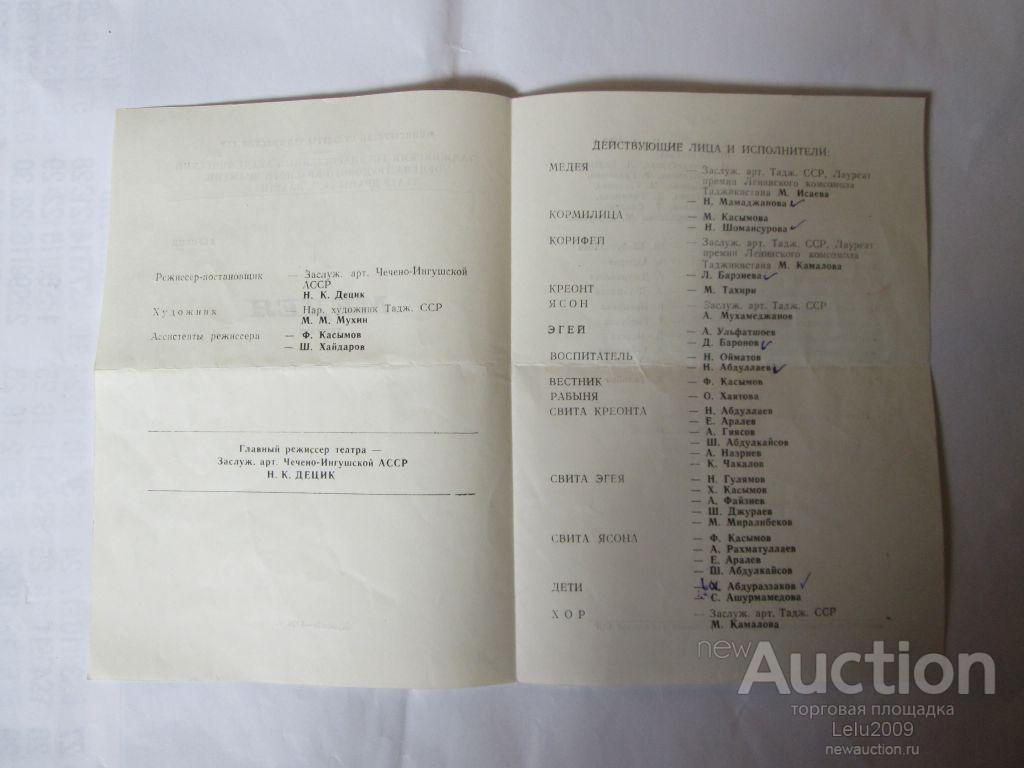 Режиссер-постановщик — Заслуж. арт. Чечено-Ингушской
АССР
Н. К. Децик
Художник — Нар. художник Тадж. ССР
М. М. Мухин
Ассистенты режиссера — Ф. Касымов
— Ш. Хайдаров
Главный режиссер театра —
Заслуж. арт. Чечено-Ингушской АССР
Н. К. ДЕЦИК
ДЕЙСТВУЮЩИЕ ЛИЦА И ИСПОЛНИТЕЛИ:
МЕДЕЯ — Заслуж. арт. Тадж. ССР, Лауреат
премии Ленинского комсомола
Таджикистана М. Исаева
— Н. Мамаджанова
КОРМИЛИЦА — М. Касымова
— Н. Шомансурова
КОРИФЕЙ — Заслуж. арт. Тадж. ССР, Лауреат
премии Ленинского комсомола
Таджикистана М. Камалова
— Л. Барзиева
КРЕОНТ — М. Тахири
ЯСОН — Заслуж. арт. Тадж. ССР
А. Мухамеджанов
ЭГЕЙ — А. Ульфатшоев
— Д. Баронов
ВОСПИТАТЕЛЬ — Н. Ойматов
— Н. Абдуллаев
ВЕСТНИК — Ф. Касымов
РАБЫНЯ — О. Хаятова
СВИТА КРЕОНТА — Н. Абдуллаев
— Е. Аралев
— А. Гиясов
— Ш. Абдулкайсов
— А. Назриев
— К. Чакалов
СВИТА ЭГЕЯ — Н. Гулямов
— Х. Касымов
— А. Файзиев
— Ш. Джураев
— М. Миралибеков
СВИТА ЯСОНА — Ф. Касымов
— А. Рахматуллаев
— Е. Аралев
— Ш. Абдулкайсов
ДЕТИ — Абдураззаков
С. Ашурмамедова
ХОР — Заслуж. арт. Тадж. ССР
М. Камалова
newAuction
торговая площадка
Lelu2009
newauction.ru